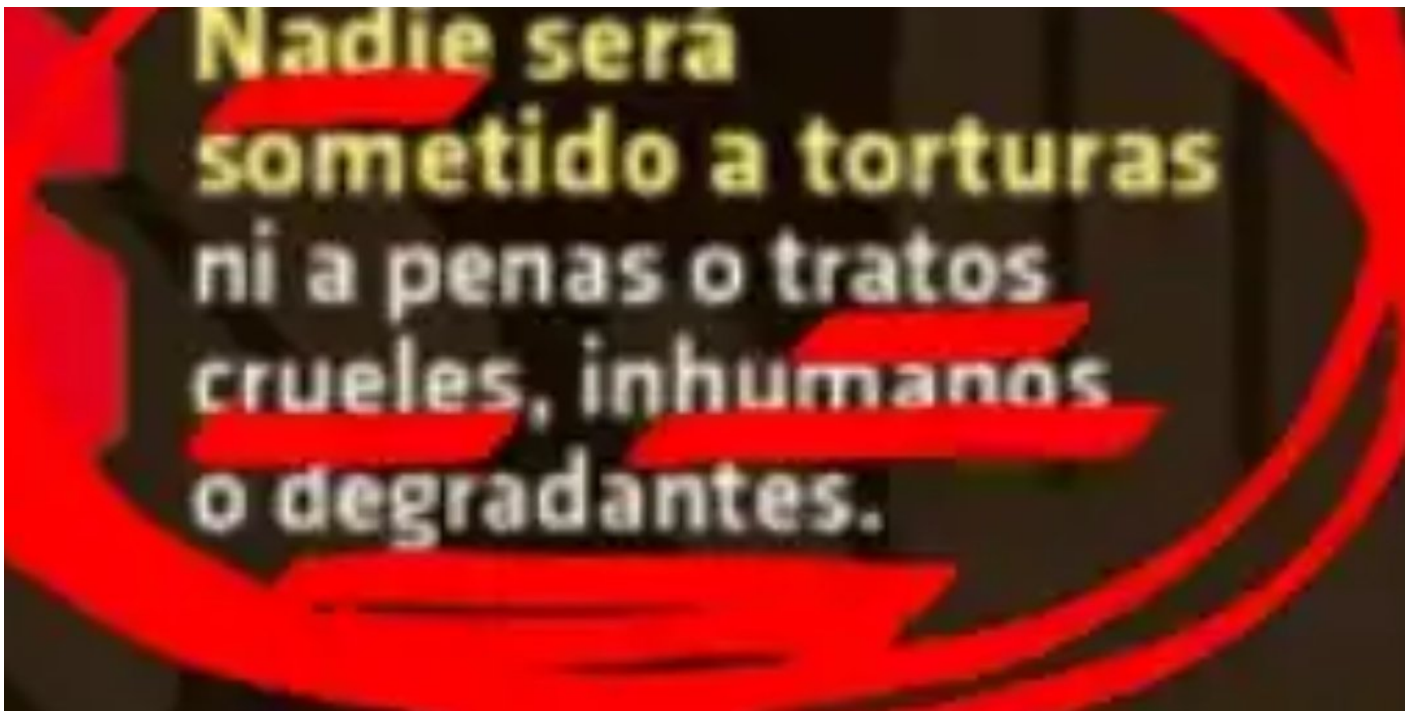 Nadie será
sometido a torturas
ni a penas o tratos
crueles, inhumanos
o degradantes.